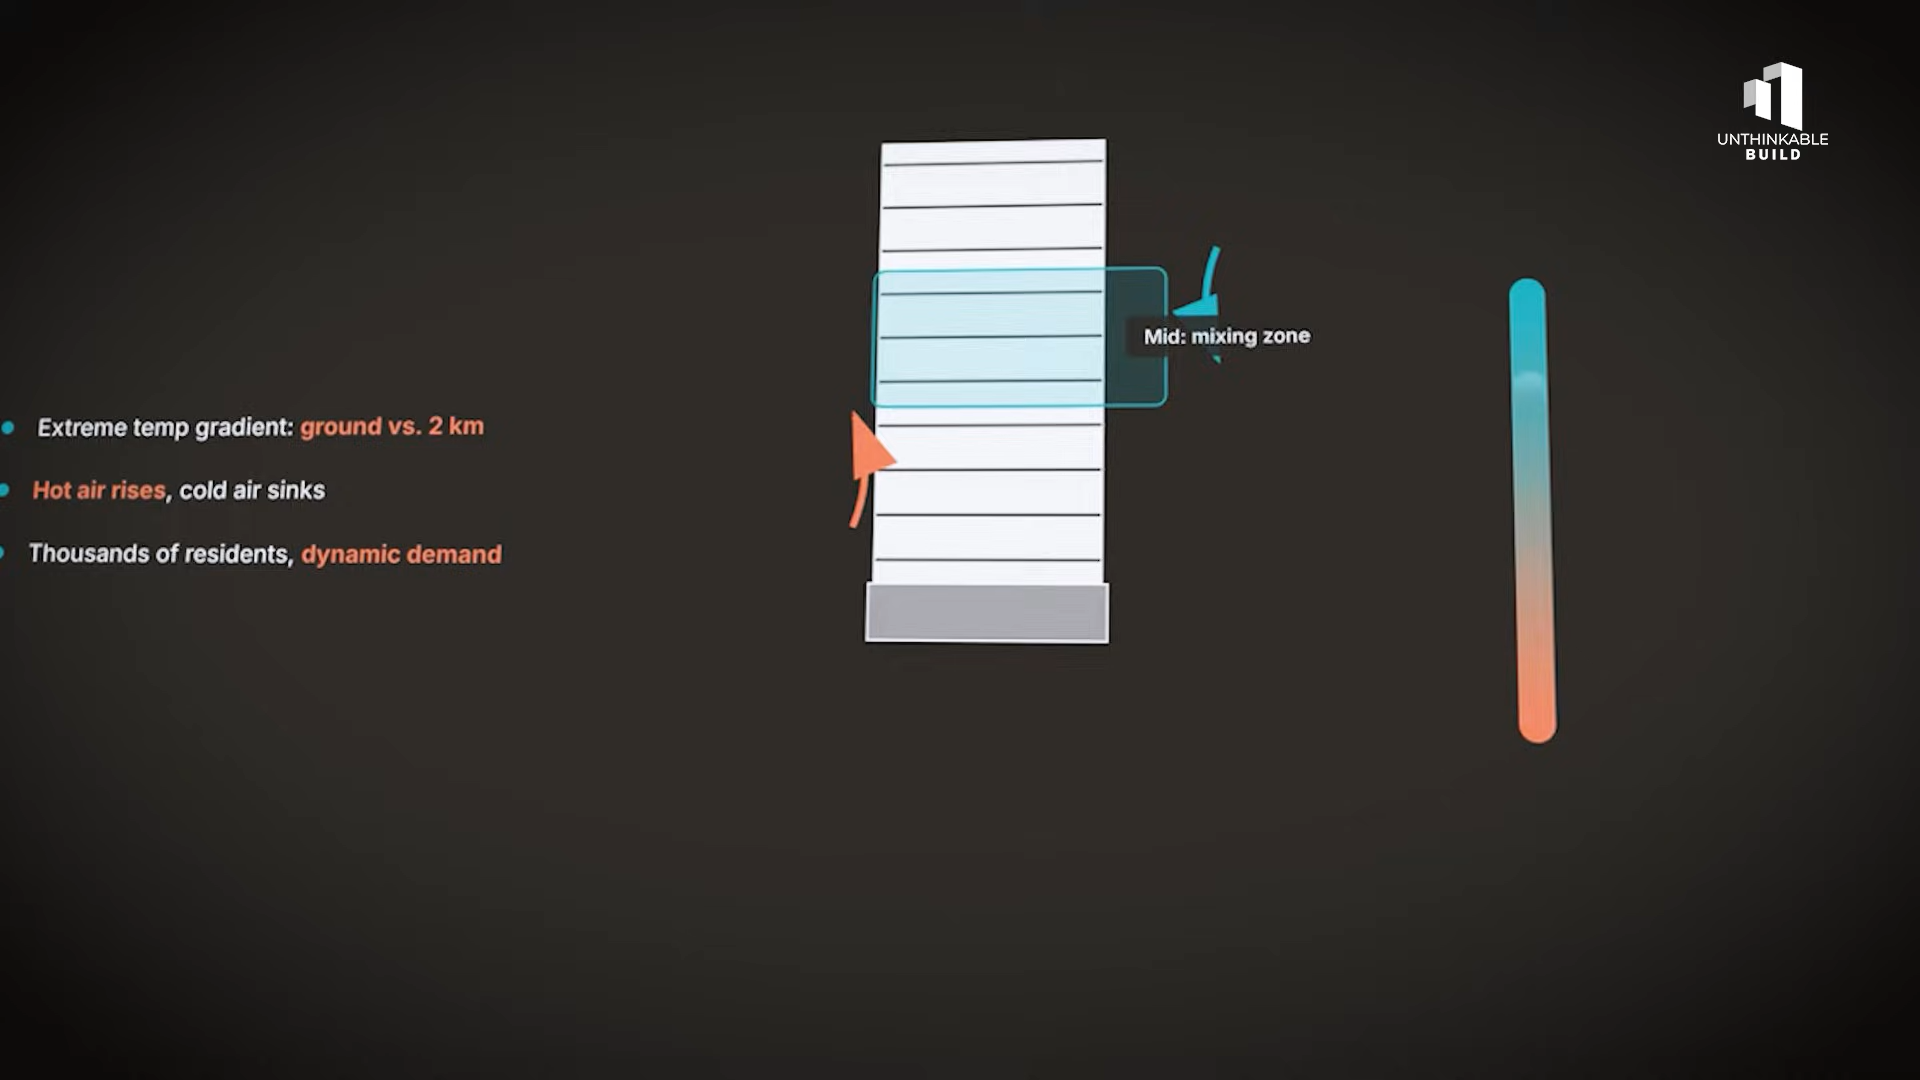 UNTHINKABLE
BUILD
Mid: mixing zone
Extreme temp gradient: ground vs. 2 km
Hot air rises, cold air sinks
Thousands of residents, dynamic demand